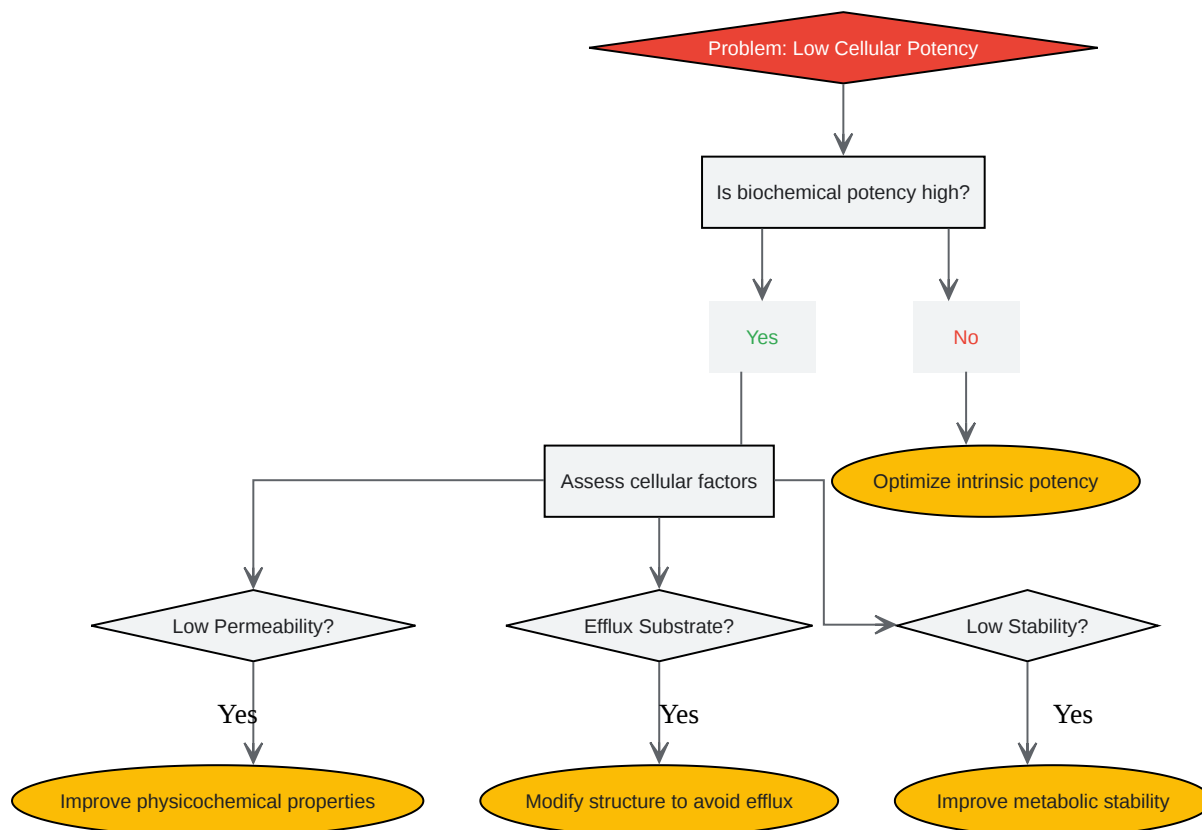 Problem: Low Cellular Potency
Is biochemical potency high?
Yes
No
Assess cellular factors
Optimize intrinsic potency
Low Permeability?
Efflux Substrate?
Low Stability?
Yes
Yes
Yes
Improve physicochemical properties
Modify structure to avoid efflux
Improve metabolic stability